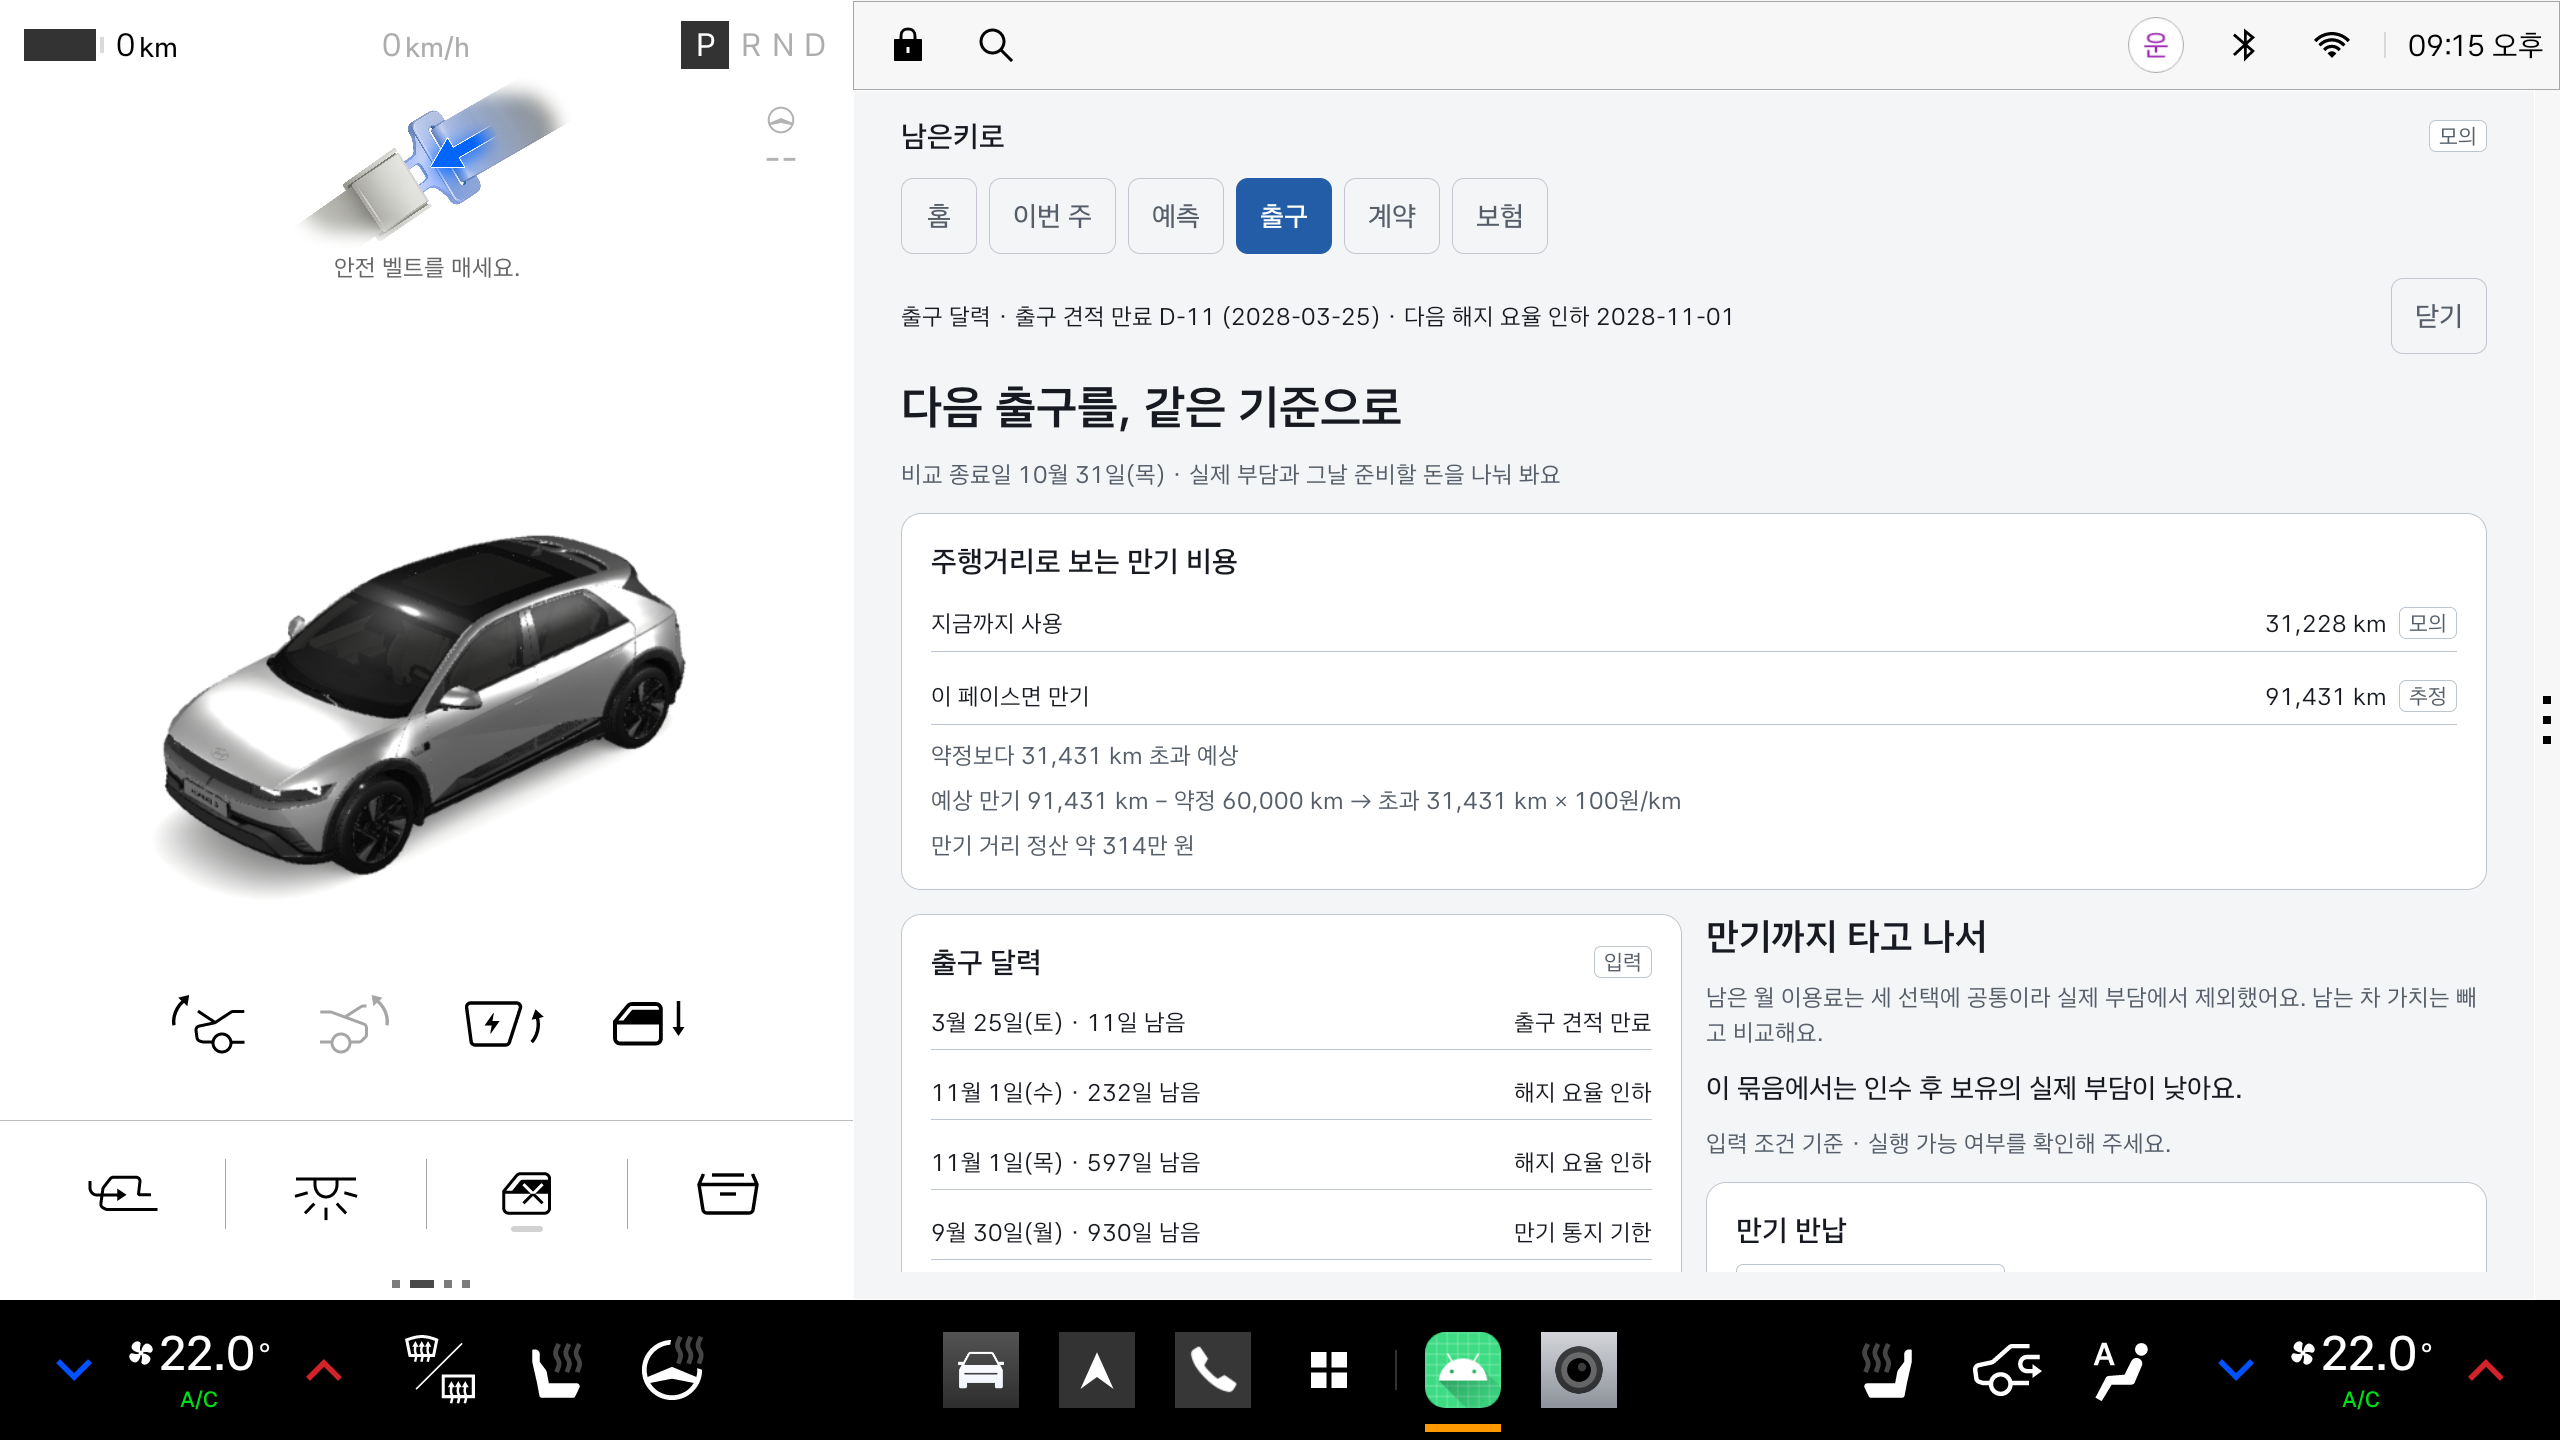 0 km
0 km/h
P R N D
09:15 오후
운
안전 벨트를 매세요.
남은키로
모의
홈
이번 주
예측
출구
계약
보험
출구 달력 · 출구 견적 만료 D-11 (2028-03-25) · 다음 해지 요율 인하 2028-11-01
닫기
다음 출구를, 같은 기준으로
비교 종료일 10월 31일(목) · 실제 부담과 그날 준비할 돈을 나눠 봐요
주행거리로 보는 만기 비용
지금까지 사용 31,228 km 모의
이 페이스면 만기 91,431 km 추정
약정보다 31,431 km 초과 예상
예상 만기 91,431 km − 약정 60,000 km → 초과 31,431 km × 100원/km
만기 거리 정산 약 314만 원
출구 달력 입력
3월 25일(토) · 11일 남음 출구 견적 만료
11월 1일(수) · 232일 남음 해지 요율 인하
11월 1일(목) · 597일 남음 해지 요율 인하
9월 30일(월) · 930일 남음 만기 통지 기한
만기까지 타고 나서
남은 월 이용료는 세 선택에 공통이라 실제 부담에서 제외했어요. 남는 차 가치는 빼
고 비교해요.
이 묶음에서는 인수 후 보유의 실제 부담이 낮아요.
입력 조건 기준 · 실행 가능 여부를 확인해 주세요.
만기 반납
22.0°
A/C
A
22.0°
A/C